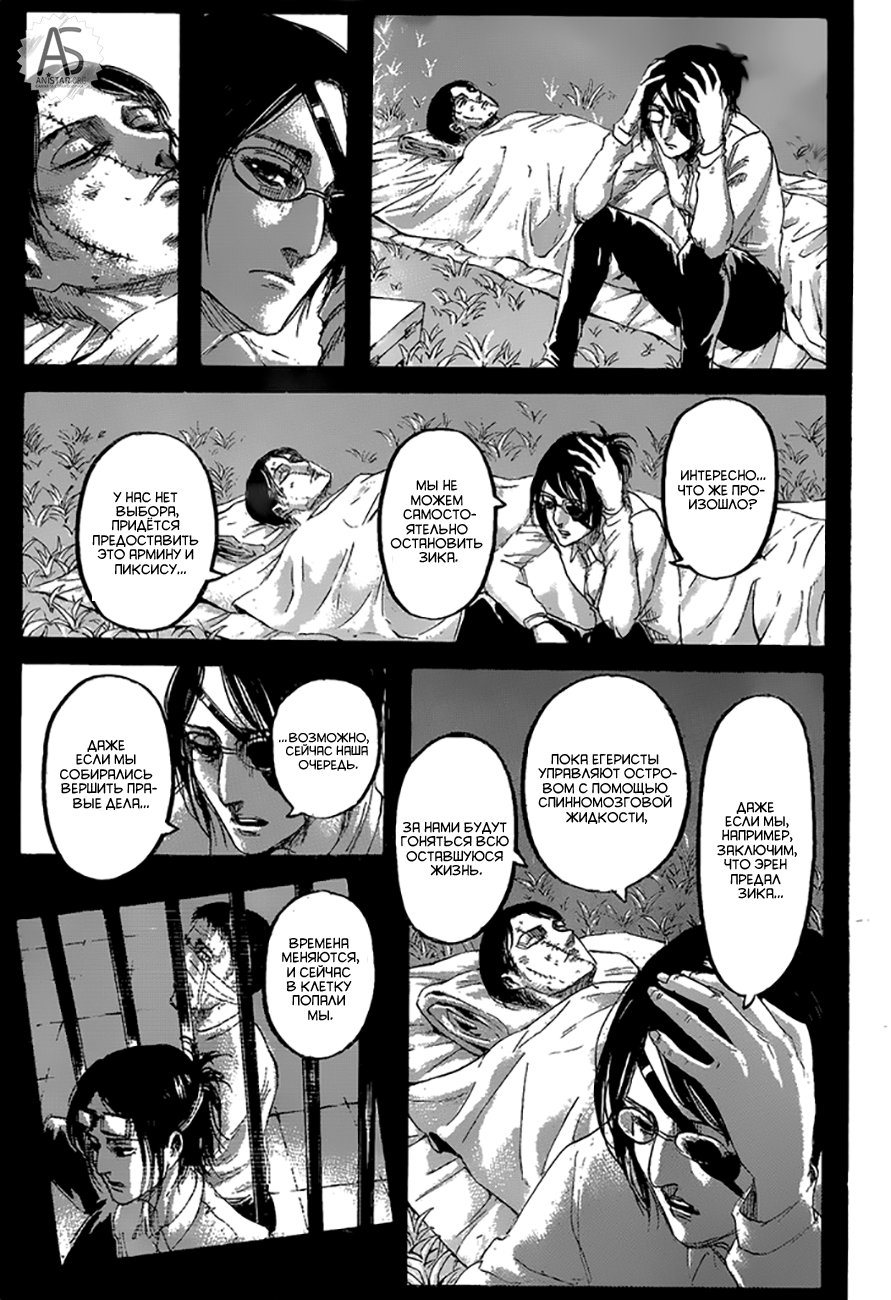 AS
ANISTAR.ORG
ИНТЕРЕСНО...
ЧТО ЖЕ ПРО-
ИЗОШЛО?
МЫ НЕ
МОЖЕМ
САМОСТО-
ЯТЕЛЬНО
ОСТАНОВИТЬ
ЗИКА.
У НАС НЕТ
ВЫБОРА,
ПРИДЁТСЯ
ПРЕДОСТАВИТЬ
ЭТО АРМИНУ И
ПИКСИСУ...
ДАЖЕ
ЕСЛИ МЫ,
НАПРИМЕР,
ЗАКЛЮЧИМ,
ЧТО ЭРЕН
ПРЕДАЛ
ЗИКА...
ПОКА ЕГЕРИСТЫ
УПРАВЛЯЮТ ОСТРО-
ВОМ С ПОМОЩЬЮ
СПИННОМОЗГОВОЙ
ЖИДКОСТИ,
ЗА НАМИ БУДУТ
ГОНЯТЬСЯ ВСЮ
ОСТАВШУЮСЯ
ЖИЗНЬ.
...ВОЗМОЖНО,
СЕЙЧАС НАША
ОЧЕРЕДЬ.
ДАЖЕ
ЕСЛИ МЫ
СОБИРАЛИСЬ
ВЕРШИТЬ ПРА-
ВЫЕ ДЕЛА...
ВРЕМЕНА
МЕНЯЮТСЯ,
И СЕЙЧАС
В КЛЕТКУ
ПОПАЛИ
МЫ.